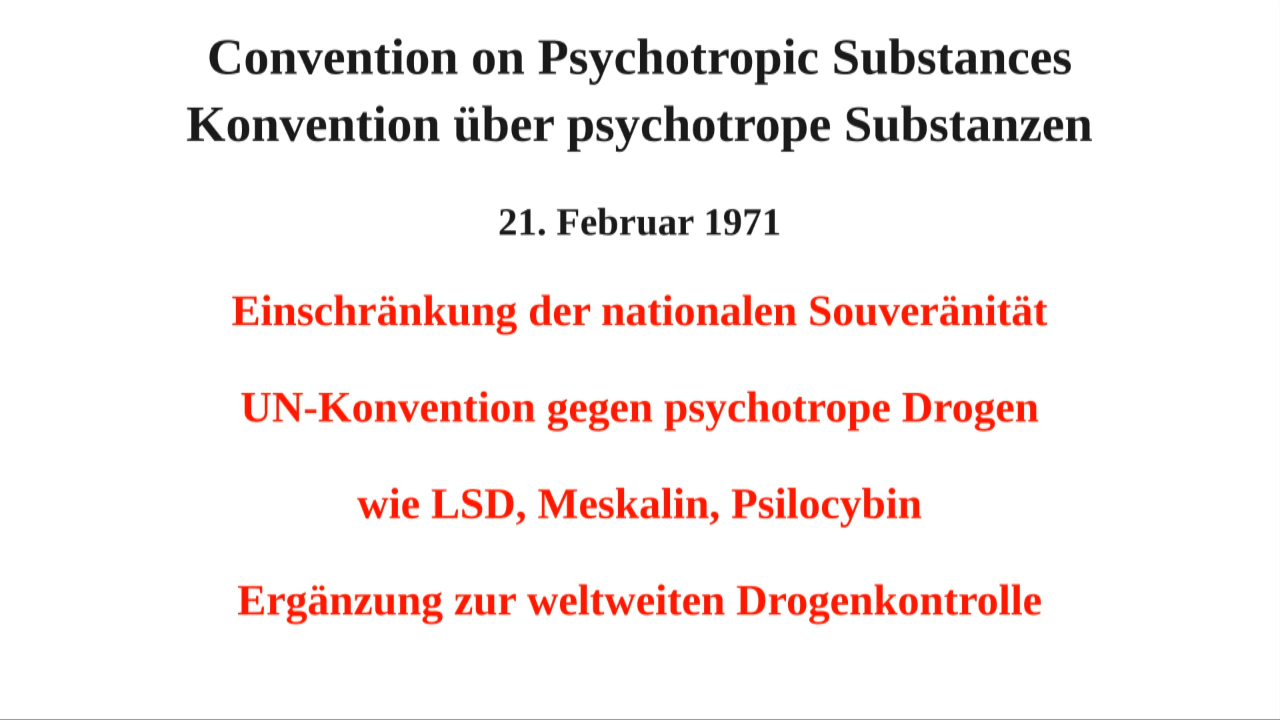 Convention on Psychotropic Substances
Konvention über psychotrope Substanzen
21. Februar 1971
Einschränkung der nationalen Souveränität
UN-Konvention gegen psychotrope Drogen
wie LSD, Meskalin, Psilocybin
Ergänzung zur weltweiten Drogenkontrolle